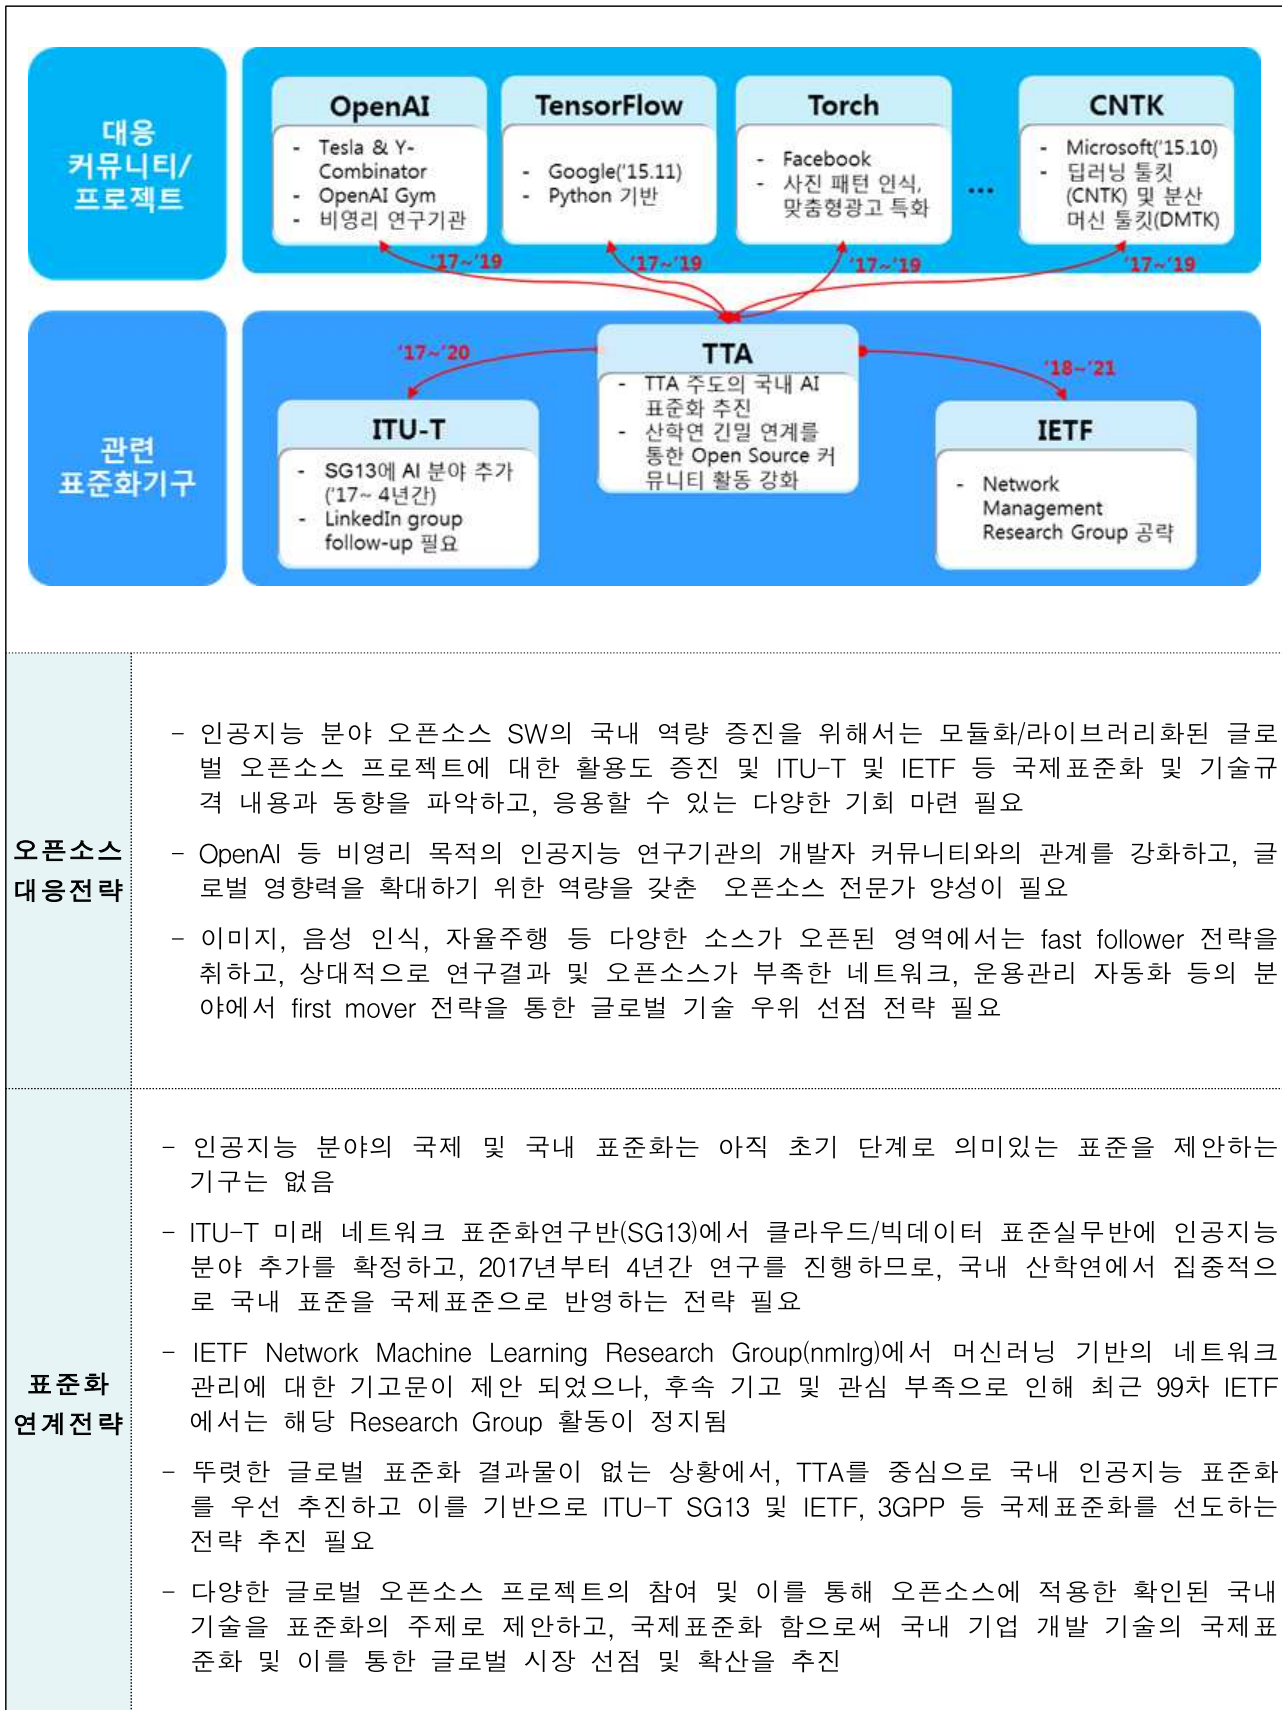 대응
커뮤니티/
프로젝트
OpenAI
- Tesla & Y-
Combinator
- OpenAI Gym
- 비영리 연구기관
TensorFlow
- Google('15.11)
- Python 기반
Torch
- Facebook
- 사진 패턴 인식,
맞춤형광고 특화
...
CNTK
- Microsoft('15.10)
- 딥러닝 툴킷
(CNTK) 및 분산
머신 툴킷(DMTK)
'17~'19
'17~'19
'17~'19
'17~'19
관련
표준화기구
'17~'20
TTA
- TTA 주도의 국내 AI
표준화 추진
- 산학연 긴밀 연계를
통한 Open Source 커
뮤니티 활동 강화
'18~'21
ITU-T
- SG13에 AI 분야 추가
('17~ 4년간)
- LinkedIn group
follow-up 필요
IETF
- Network
Management
Research Group 공략
오픈소스
대응전략
- 인공지능 분야 오픈소스 SW의 국내 역량 증진을 위해서는 모듈화/라이브러리화된 글로
벌 오픈소스 프로젝트에 대한 활용도 증진 및 ITU-T 및 IETF 등 국제표준화 및 기술규
격 내용과 동향을 파악하고, 응용할 수 있는 다양한 기회 마련 필요
- OpenAI 등 비영리 목적의 인공지능 연구기관의 개발자 커뮤니티와의 관계를 강화하고, 글
로벌 영향력을 확대하기 위한 역량을 갖춘 오픈소스 전문가 양성이 필요
- 이미지, 음성 인식, 자율주행 등 다양한 소스가 오픈된 영역에서는 fast follower 전략을
취하고, 상대적으로 연구결과 및 오픈소스가 부족한 네트워크, 운용관리 자동화 등의 분
야에서 first mover 전략을 통한 글로벌 기술 우위 선점 전략 필요
표준화
연계전략
- 인공지능 분야의 국제 및 국내 표준화는 아직 초기 단계로 의미있는 표준을 제안하는
기구는 없음
- ITU-T 미래 네트워크 표준화연구반(SG13)에서 클라우드/빅데이터 표준실무반에 인공지능
분야 추가를 확정하고, 2017년부터 4년간 연구를 진행하므로, 국내 산학연에서 집중적으
로 국내 표준을 국제표준으로 반영하는 전략 필요
- IETF Network Machine Learning Research Group(nmlrg)에서 머신러닝 기반의 네트워크
관리에 대한 기고문이 제안 되었으나, 후속 기고 및 관심 부족으로 인해 최근 99차 IETF
에서는 해당 Research Group 활동이 정지됨
- 뚜렷한 글로벌 표준화 결과물이 없는 상황에서, TTA를 중심으로 국내 인공지능 표준화
를 우선 추진하고 이를 기반으로 ITU-T SG13 및 IETF, 3GPP 등 국제표준화를 선도하는
전략 추진 필요
- 다양한 글로벌 오픈소스 프로젝트의 참여 및 이를 통해 오픈소스에 적용한 확인된 국내
기술을 표준화의 주제로 제안하고, 국제표준화 함으로써 국내 기업 개발 기술의 국제표
준화 및 이를 통한 글로벌 시장 선점 및 확산을 추진